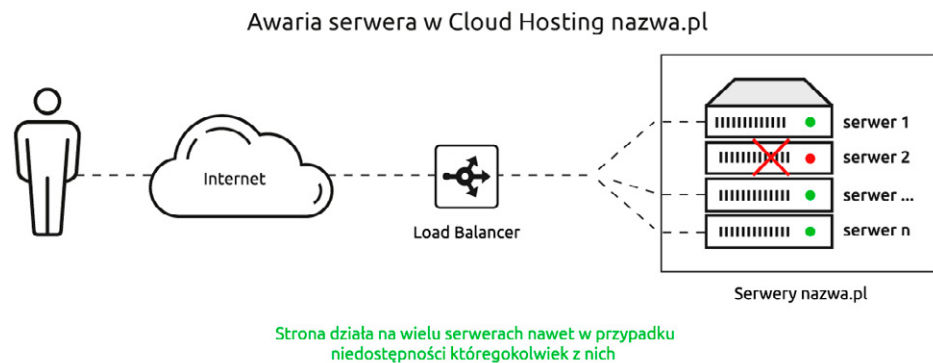 Awaria serwera w Cloud Hosting nazwa.pl
Internet
Load Balancer
serwer 1
serwer 2
serwer ...
serwer n
Serwery nazwa.pl
Strona działa na wielu serwerach nawet w przypadku
niedostępności któregokolwiek z nich